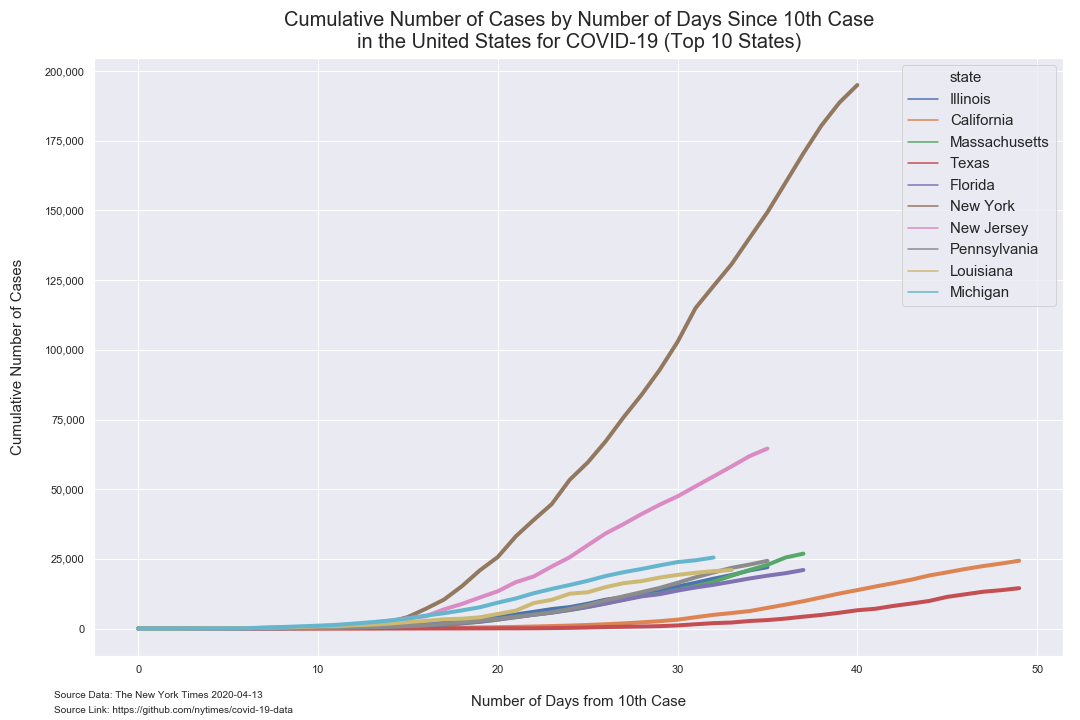 Cumulative Number of Cases by Number of Days Since 10th Case
in the United States for COVID-19 (Top 10 States)
200,000
175,000
150,000
125,000
100,000
75,000
50,000
25,000
0
Cumulative Number of Cases
state
Illinois
California
Massachusetts
Texas
Florida
New York
New Jersey
Pennsylvania
Louisiana
Michigan
0 10 20 30 40 50
Number of Days from 10th Case
Source Data: The New York Times 2020-04-13
Source Link: https://github.com/nytimes/covid-19-data